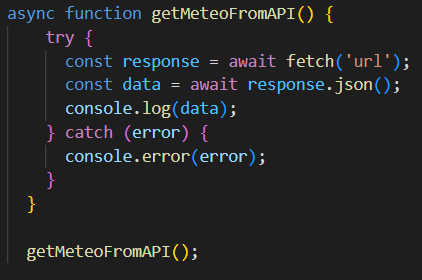 async function getMeteoFromAPI() {
    try {
      const response = await fetch('url');
      const data = await response.json();
      console.log(data);
    } catch (error) {
      console.error(error);
    }
  }

  getMeteoFromAPI();